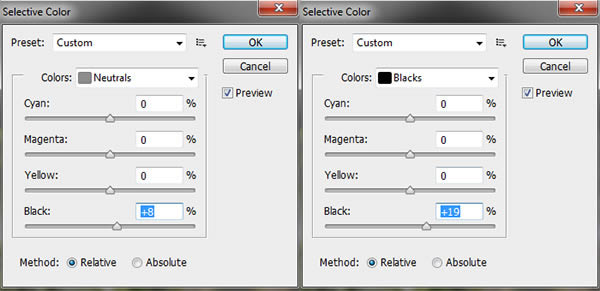 Selective Color
Preset: Custom OK
Cancel
Colors: Neutrals
Preview
Cyan: 0 %
Magenta: 0 %
Yellow: 0 %
Black: +8 %
Method: Relative Absolute
Selective Color
Preset: Custom OK
Cancel
Colors: Blacks
Preview
Cyan: 0 %
Magenta: 0 %
Yellow: 0 %
Black: +19 %
Method: Relative Absolute